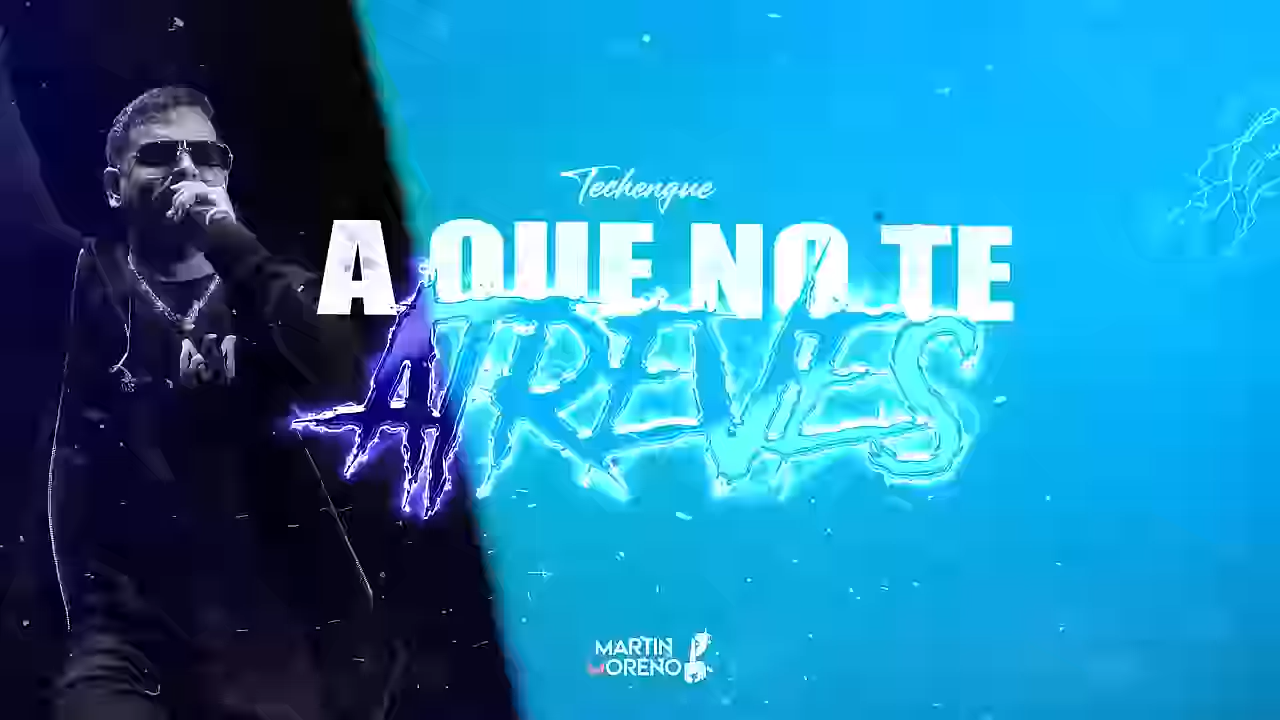 Techengue
A QUE NO TE
ATREVES
MARTIN
MORENO